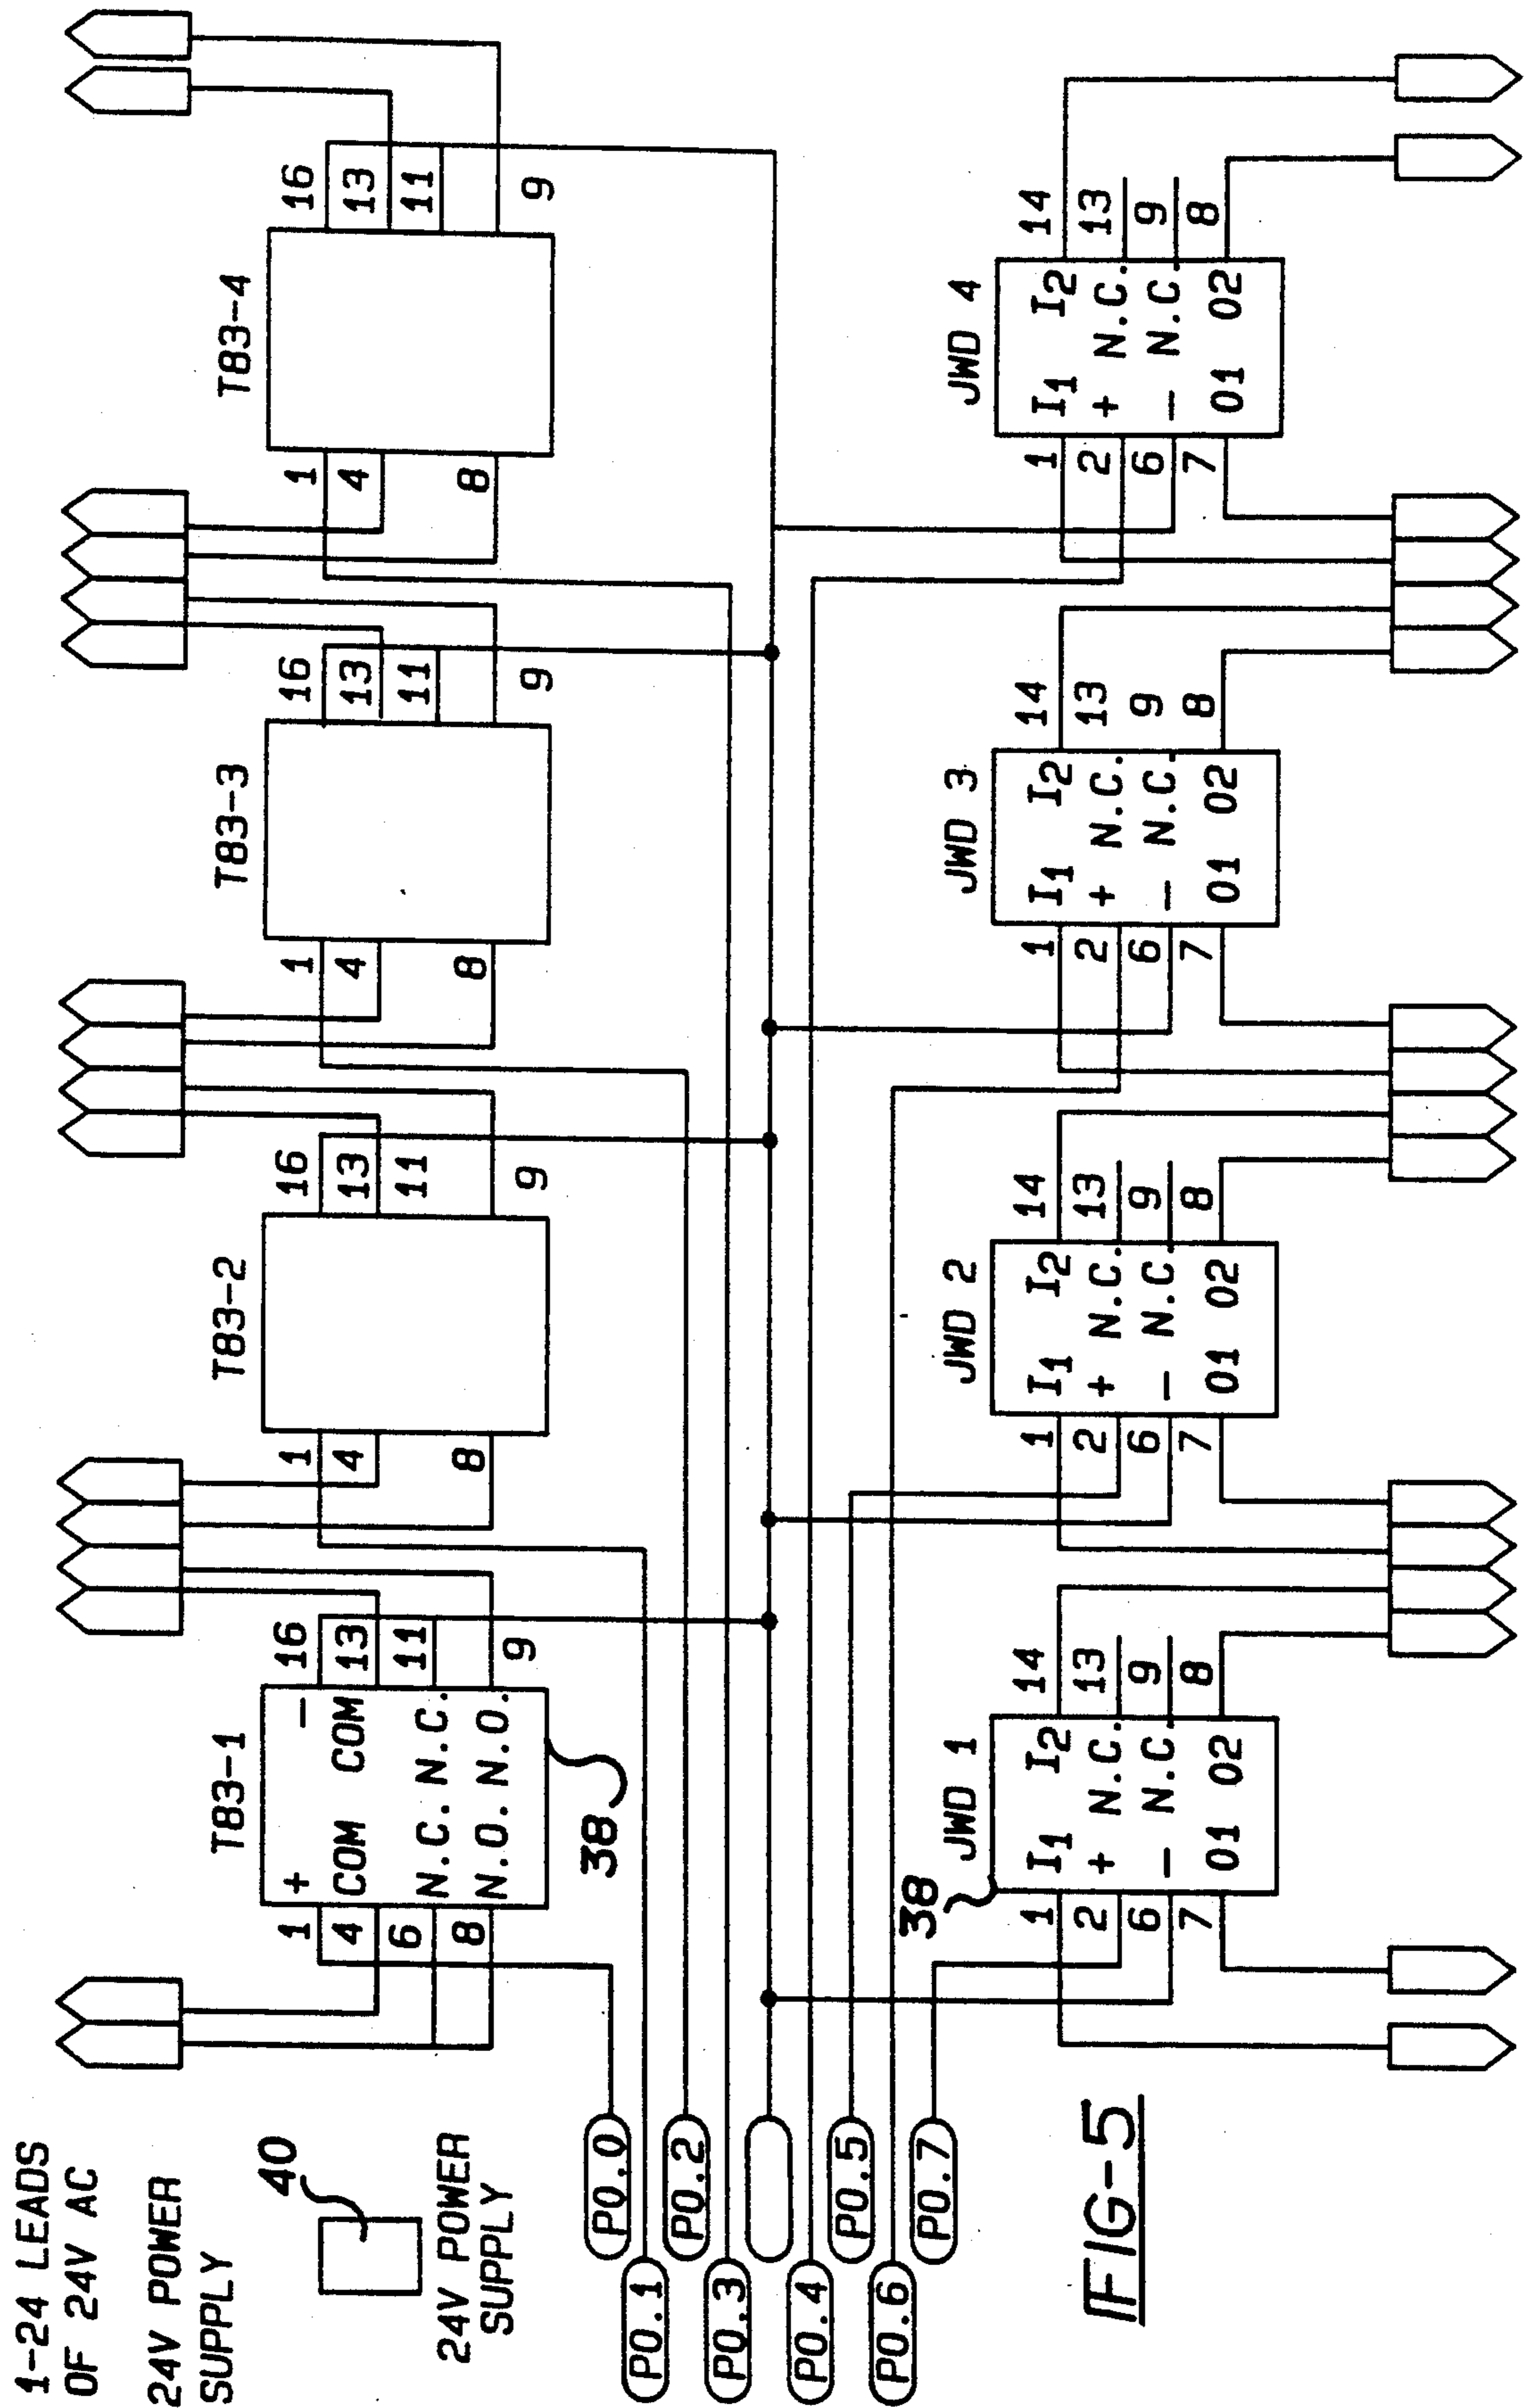 1-24 LEADS
OF 24V AC
24V POWER
SUPPLY
40
24V POWER
SUPPLY
T83-1
+ -
COM COM
N.C. N.C.
N.O. N.O.
1 16
4 13
6 11
8 9
38
T83-2
1 16
4 13
11
8 9
T83-3
1 16
4 13
11
8 9
T83-4
1 16
4 13
11
8 9
P0.0
P0.1
P0.2
P0.3
P0.4
P0.5
P0.6
P0.7
38
JWD 1
1 I1 I2 14
2 + N.C. 13
6 - N.C. 9
7 01 02 8
JWD 2
1 I1 I2 14
2 + N.C. 13
6 - N.C. 9
7 01 02 8
JWD 3
1 I1 I2 14
2 + N.C. 13
6 - N.C. 9
7 01 02 8
JWD 4
1 I1 I2 14
2 + N.C. 13
6 - N.C. 9
7 01 02 8
FIG-5